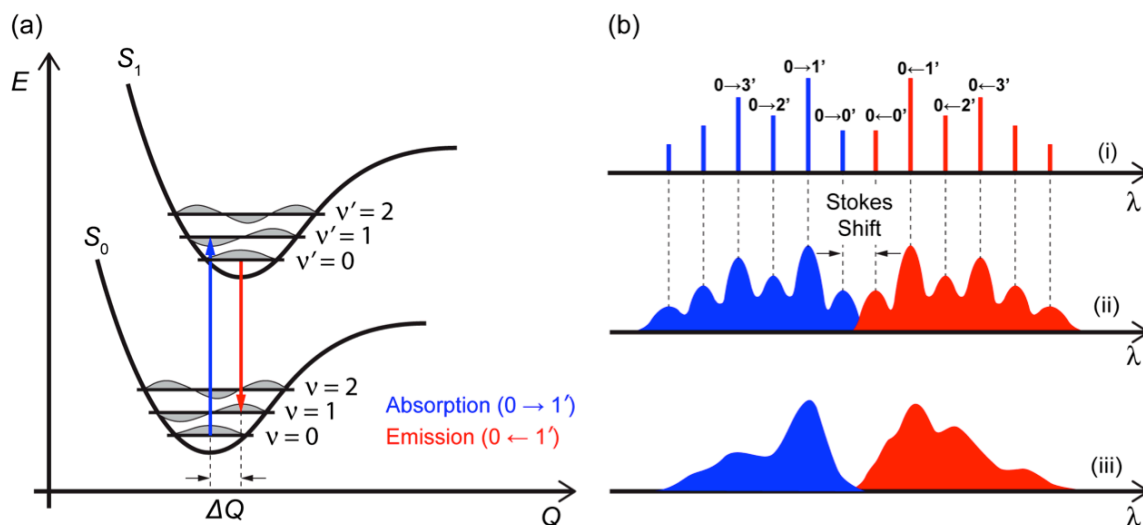 (a)
E
S₁
ν′ = 2
ν′ = 1
ν′ = 0
S₀
ν = 2
ν = 1
ν = 0
Absorption (0 → 1′)
Emission (0 ← 1′)
ΔQ
Q
(b)
0→3' 0→2' 0→1' 0→0' 0←0' 0←1' 0←2' 0←3'
(i)
λ
Stokes
Shift
(ii)
λ
(iii)
λ